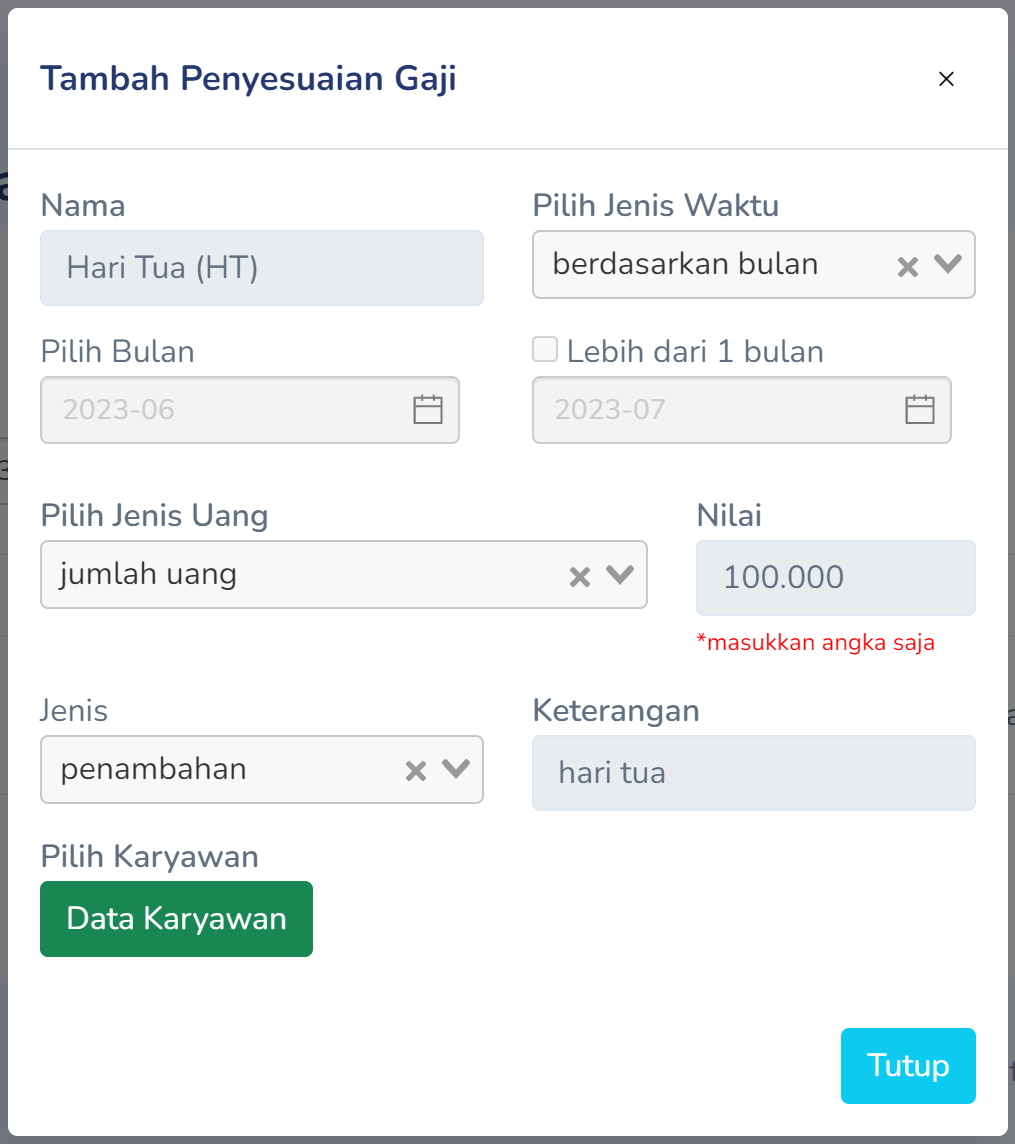 Tambah Penyesuaian Gaji
Nama
Pilih Jenis Waktu
Hari Tua (HT)
berdasarkan bulan
Pilih Bulan
Lebih dari 1 bulan
2023-06
2023-07
Pilih Jenis Uang
Nilai
jumlah uang
100.000
*masukkan angka saja
Jenis
Keterangan
penambahan
hari tua
Pilih Karyawan
Data Karyawan
Tutup